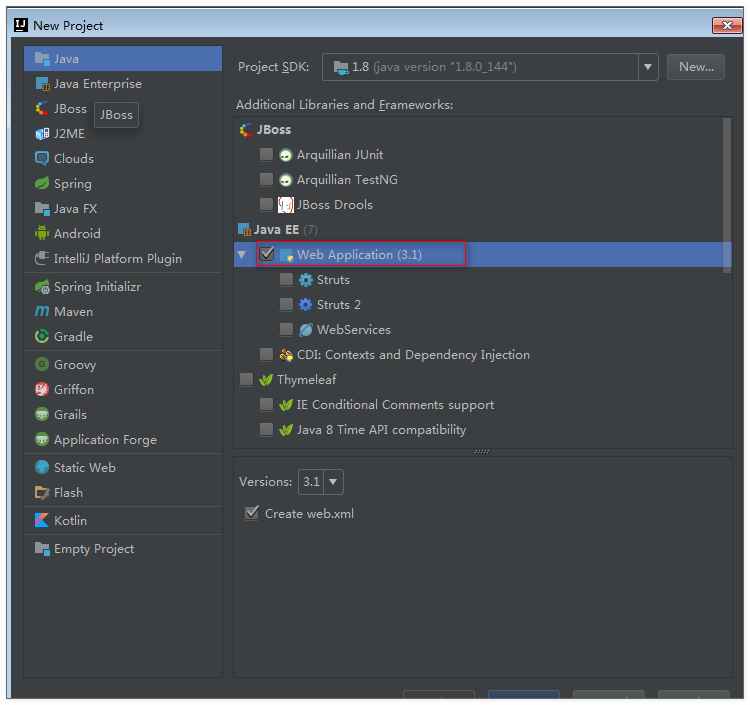 New Project
Java
Java Enterprise
JBoss
JBoss
J2ME
Clouds
Spring
Java FX
Android
IntelliJ Platform Plugin
Spring Initializr
Maven
Gradle
Groovy
Griffon
Grails
Application Forge
Static Web
Flash
Kotlin
Empty Project
Project SDK: 1.8 (java version "1.8.0_144") New...
Additional Libraries and Frameworks:
JBoss
Arquillian JUnit
Arquillian TestNG
JBoss Drools
Java EE (7)
Web Application (3.1)
Struts
Struts 2
WebServices
CDI: Contexts and Dependency Injection
Thymeleaf
IE Conditional Comments support
Java 8 Time API compatibility
Versions: 3.1
Create web.xml